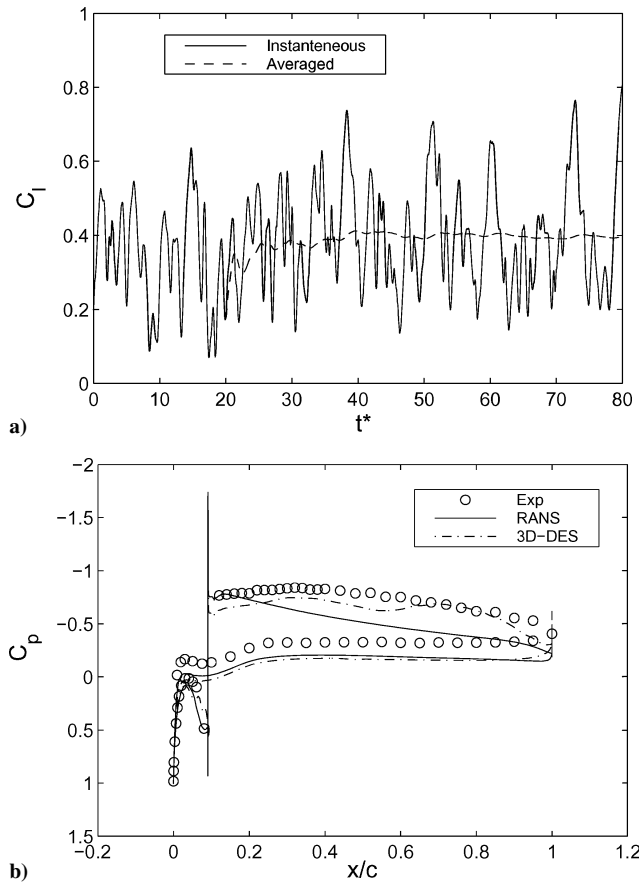 Instanteneous
Averaged
1
0.8
0.6
0.4
0.2
0
C_l
0 10 20 30 40 50 60 70 80
t*
a)
Exp
RANS
3D-DES
-2
-1.5
-1
-0.5
0
0.5
1
1.5
C_p
-0.2 0 0.2 0.4 0.6 0.8 1 1.2
x/c
b)